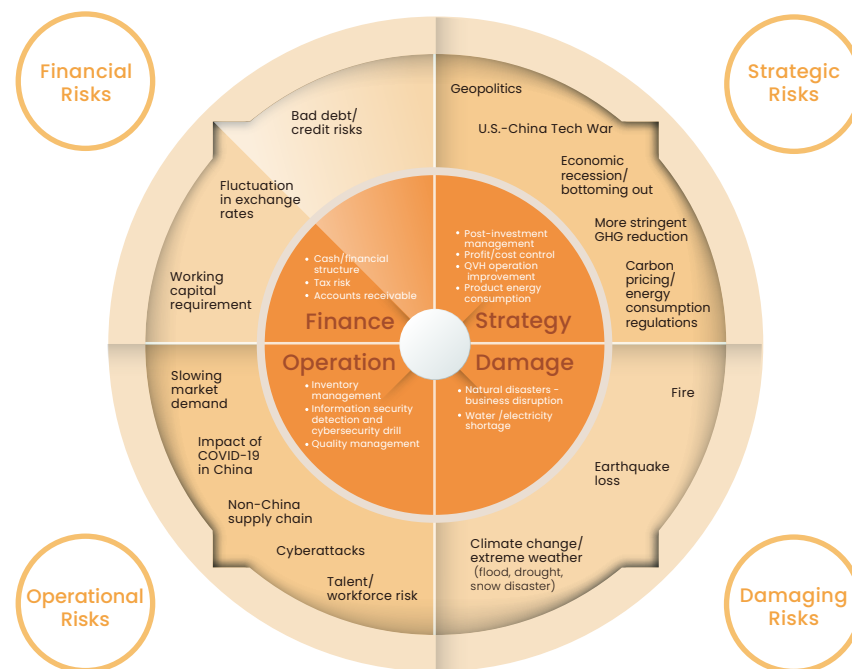 Financial
Risks
Strategic
Risks
Bad debt/
credit risks
Fluctuation
in exchange
rates
Working
capital
requirement
Geopolitics
U.S.-China Tech War
Economic
recession/
bottoming out
More stringent
GHG reduction
Carbon
pricing/
energy
consumption
regulations
• Cash/financial
structure
• Tax risk
• Accounts receivable
Finance
• Post-investment
management
• Profit/cost control
• QVH operation
improvement
• Product energy
consumption
Strategy
Operation
• Inventory
management
• Information security
detection and
cybersecurity drill
• Quality management
Damage
• Natural disasters -
business disruption
• Water /electricity
shortage
Slowing
market
demand
Impact of
COVID-19
in China
Non-China
supply chain
Cyberattacks
Talent/
workforce risk
Fire
Earthquake
loss
Climate change/
extreme weather
(flood, drought,
snow disaster)
Operational
Risks
Damaging
Risks